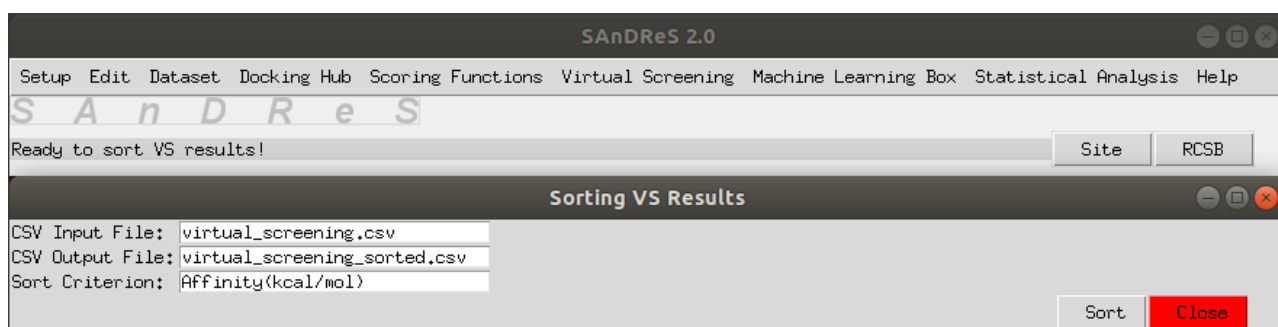 SAnDReS 2.0
Setup Edit Dataset Docking Hub Scoring Functions Virtual Screening Machine Learning Box Statistical Analysis Help
S A n D R e S
Ready to sort VS results!
Site RCSB
Sorting VS Results
CSV Input File: virtual_screening.csv
CSV Output File: virtual_screening_sorted.csv
Sort Criterion: Affinity(kcal/mol)
Sort Close